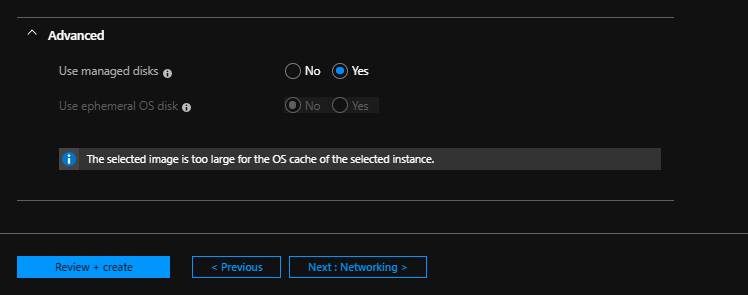 Advanced
Use managed disks No Yes
Use ephemeral OS disk No Yes
The selected image is too large for the OS cache of the selected instance.
Review + create < Previous Next : Networking >